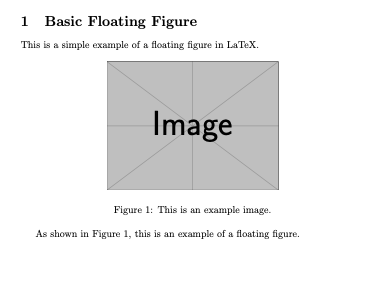 1 Basic Floating Figure
This is a simple example of a floating figure in LaTeX.
Image
Figure 1: This is an example image.
As shown in Figure 1, this is an example of a floating figure.